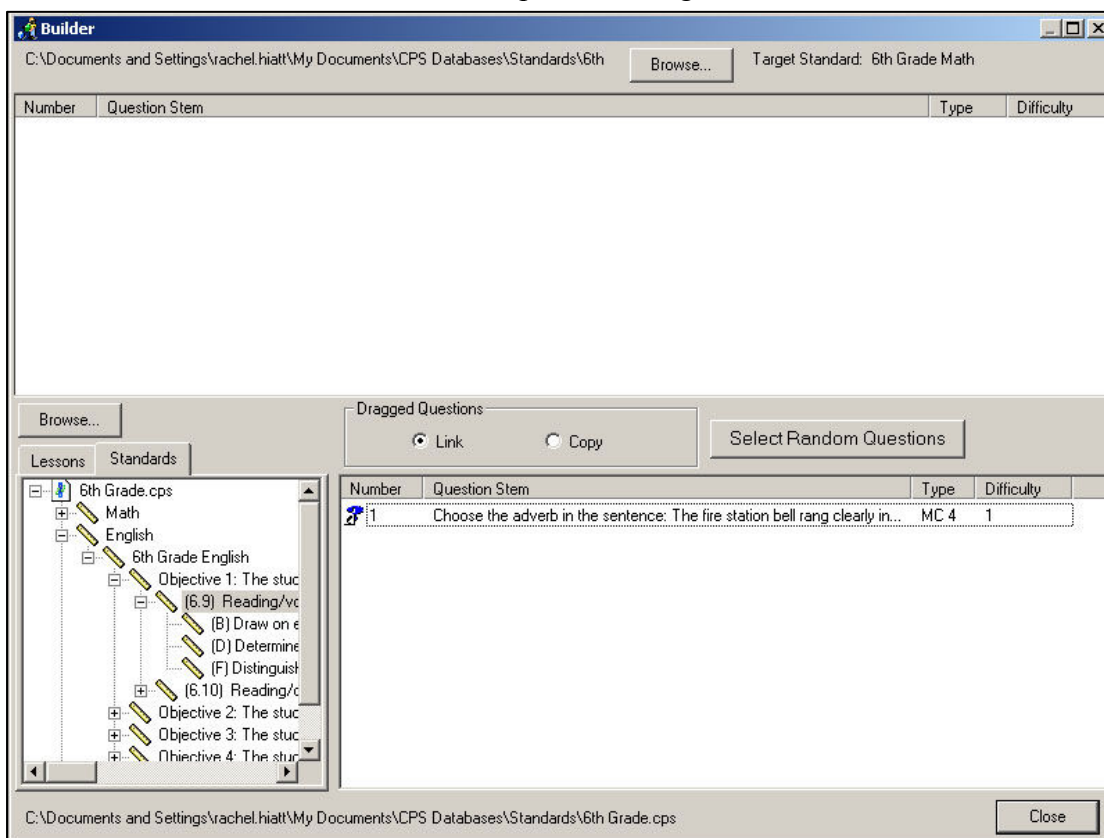 Builder
C:\Documents and Settings\rachel.hiatt\My Documents\CPS Databases\Standards\6th
Browse...
Target Standard: 6th Grade Math
Number Question Stem Type Difficulty
Browse...
Dragged Questions
Link Copy
Select Random Questions
Lessons Standards
6th Grade.cps
Math
English
6th Grade English
Objective 1: The stud
(6.9) Reading/vo
(B) Draw on e
(D) Determine
(F) Distinguish
(6.10) Reading/c
Objective 2: The stud
Objective 3: The stud
Objective 4: The stud
Number Question Stem Type Difficulty
1 Choose the adverb in the sentence: The fire station bell rang clearly in... MC 4 1
C:\Documents and Settings\rachel.hiatt\My Documents\CPS Databases\Standards\6th Grade.cps
Close